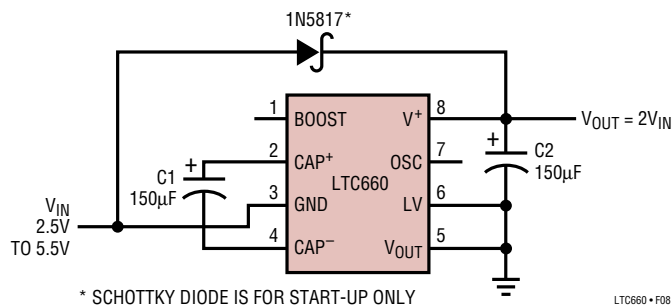 1N5817*
1 BOOST V+ 8 VOUT = 2VIN
2 CAP+ OSC 7
+ C1 150µF
LTC660
+ C2 150µF
3 GND LV 6
VIN
2.5V
TO 5.5V
4 CAP– VOUT 5
* SCHOTTKY DIODE IS FOR START-UP ONLY
LTC660 • F08